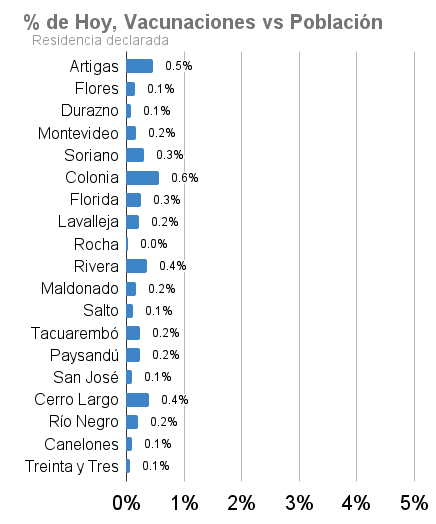 % de Hoy, Vacunaciones vs Población
Residencia declarada
Artigas 0.5%
Flores 0.1%
Durazno 0.1%
Montevideo 0.2%
Soriano 0.3%
Colonia 0.6%
Florida 0.3%
Lavalleja 0.2%
Rocha 0.0%
Rivera 0.4%
Maldonado 0.2%
Salto 0.1%
Tacuarembó 0.2%
Paysandú 0.2%
San José 0.1%
Cerro Largo 0.4%
Río Negro 0.2%
Canelones 0.1%
Treinta y Tres 0.1%
0% 1% 2% 3% 4% 5%